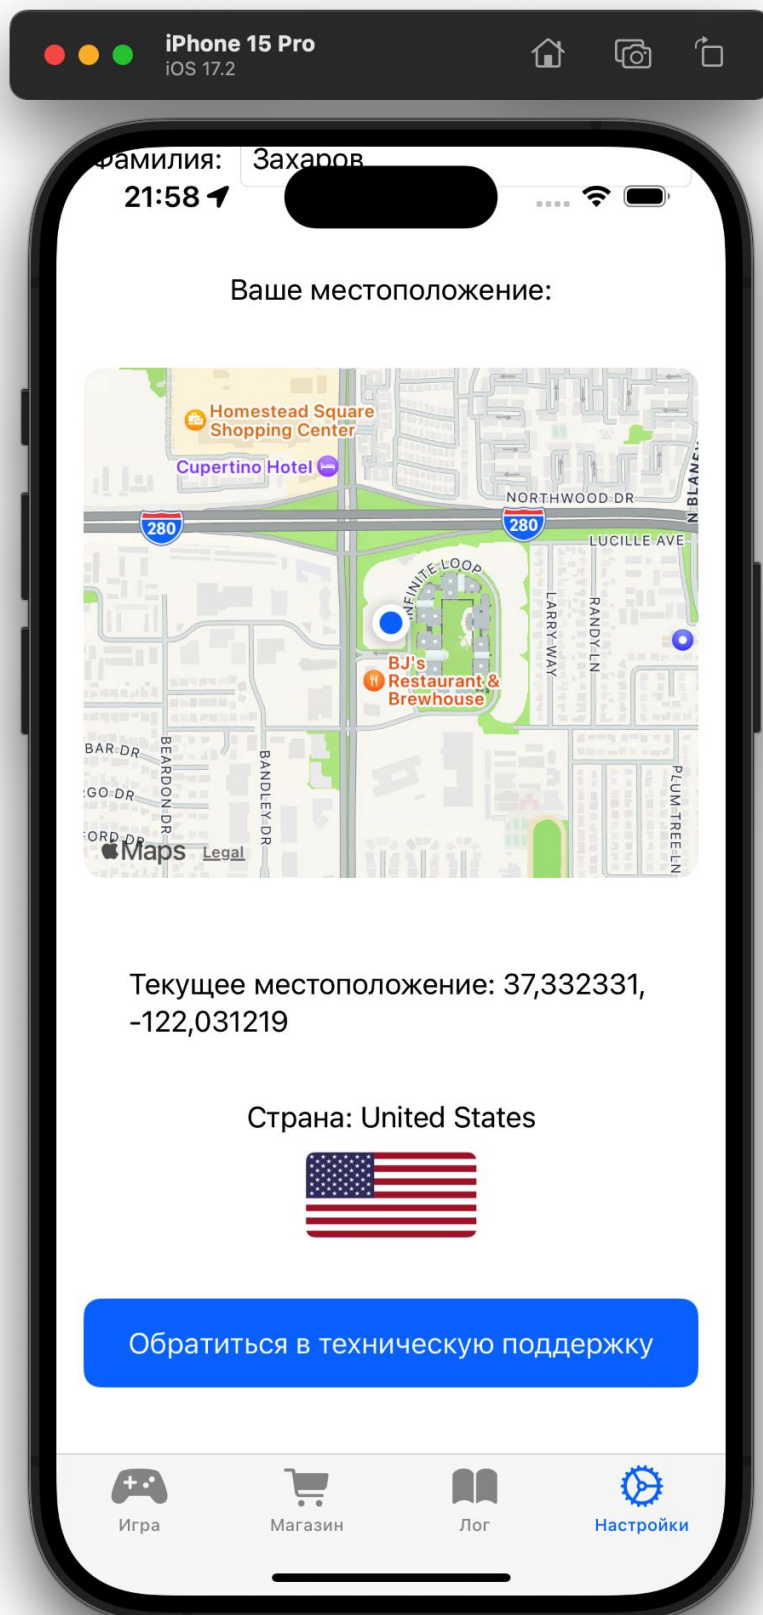 iPhone 15 Pro
iOS 17.2
Фамилия: Захаров
21:58
Ваше местоположение:
Homestead Square
Shopping Center
Cupertino Hotel
NORTHWOOD DR
N BLANEY
280
280
LUCILLE AVE
INFINITE LOOP
LARRY WAY
RANDY LN
BJ's
Restaurant &
Brewhouse
BAR DR
BEARDON DR
BANDLEY DR
PLUM TREE LN
GO DR
FORD DR
Maps Legal
Текущее местоположение: 37,332331,
-122,031219
Страна: United States
Обратиться в техническую поддержку
Игра
Магазин
Лог
Настройки